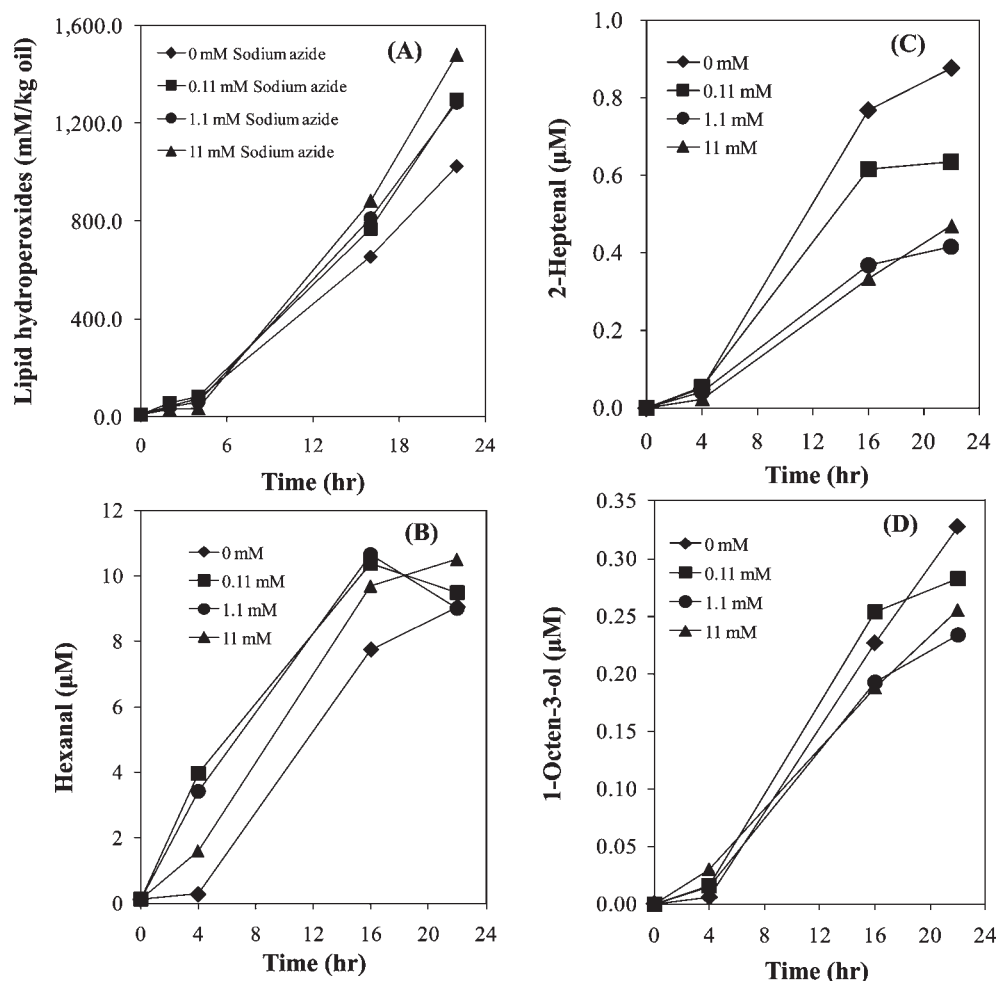 (A)
Lipid hydroperoxides (mM/kg oil)
1,600.0
1,200.0
800.0
400.0
0.0
0 mM Sodium azide
0.11 mM Sodium azide
1.1 mM Sodium azide
11 mM Sodium azide
0 6 12 18 24
Time (hr)
(C)
2-Heptenal (µM)
1.0
0.8
0.6
0.4
0.2
0.0
0 mM
0.11 mM
1.1 mM
11 mM
0 4 8 12 16 20 24
Time (hr)
(B)
Hexanal (µM)
12
10
8
6
4
2
0
0 mM
0.11 mM
1.1 mM
11 mM
0 4 8 12 16 20 24
Time (hr)
(D)
1-Octen-3-ol (µM)
0.35
0.30
0.25
0.20
0.15
0.10
0.05
0.00
0 mM
0.11 mM
1.1 mM
11 mM
0 4 8 12 16 20 24
Time (hr)